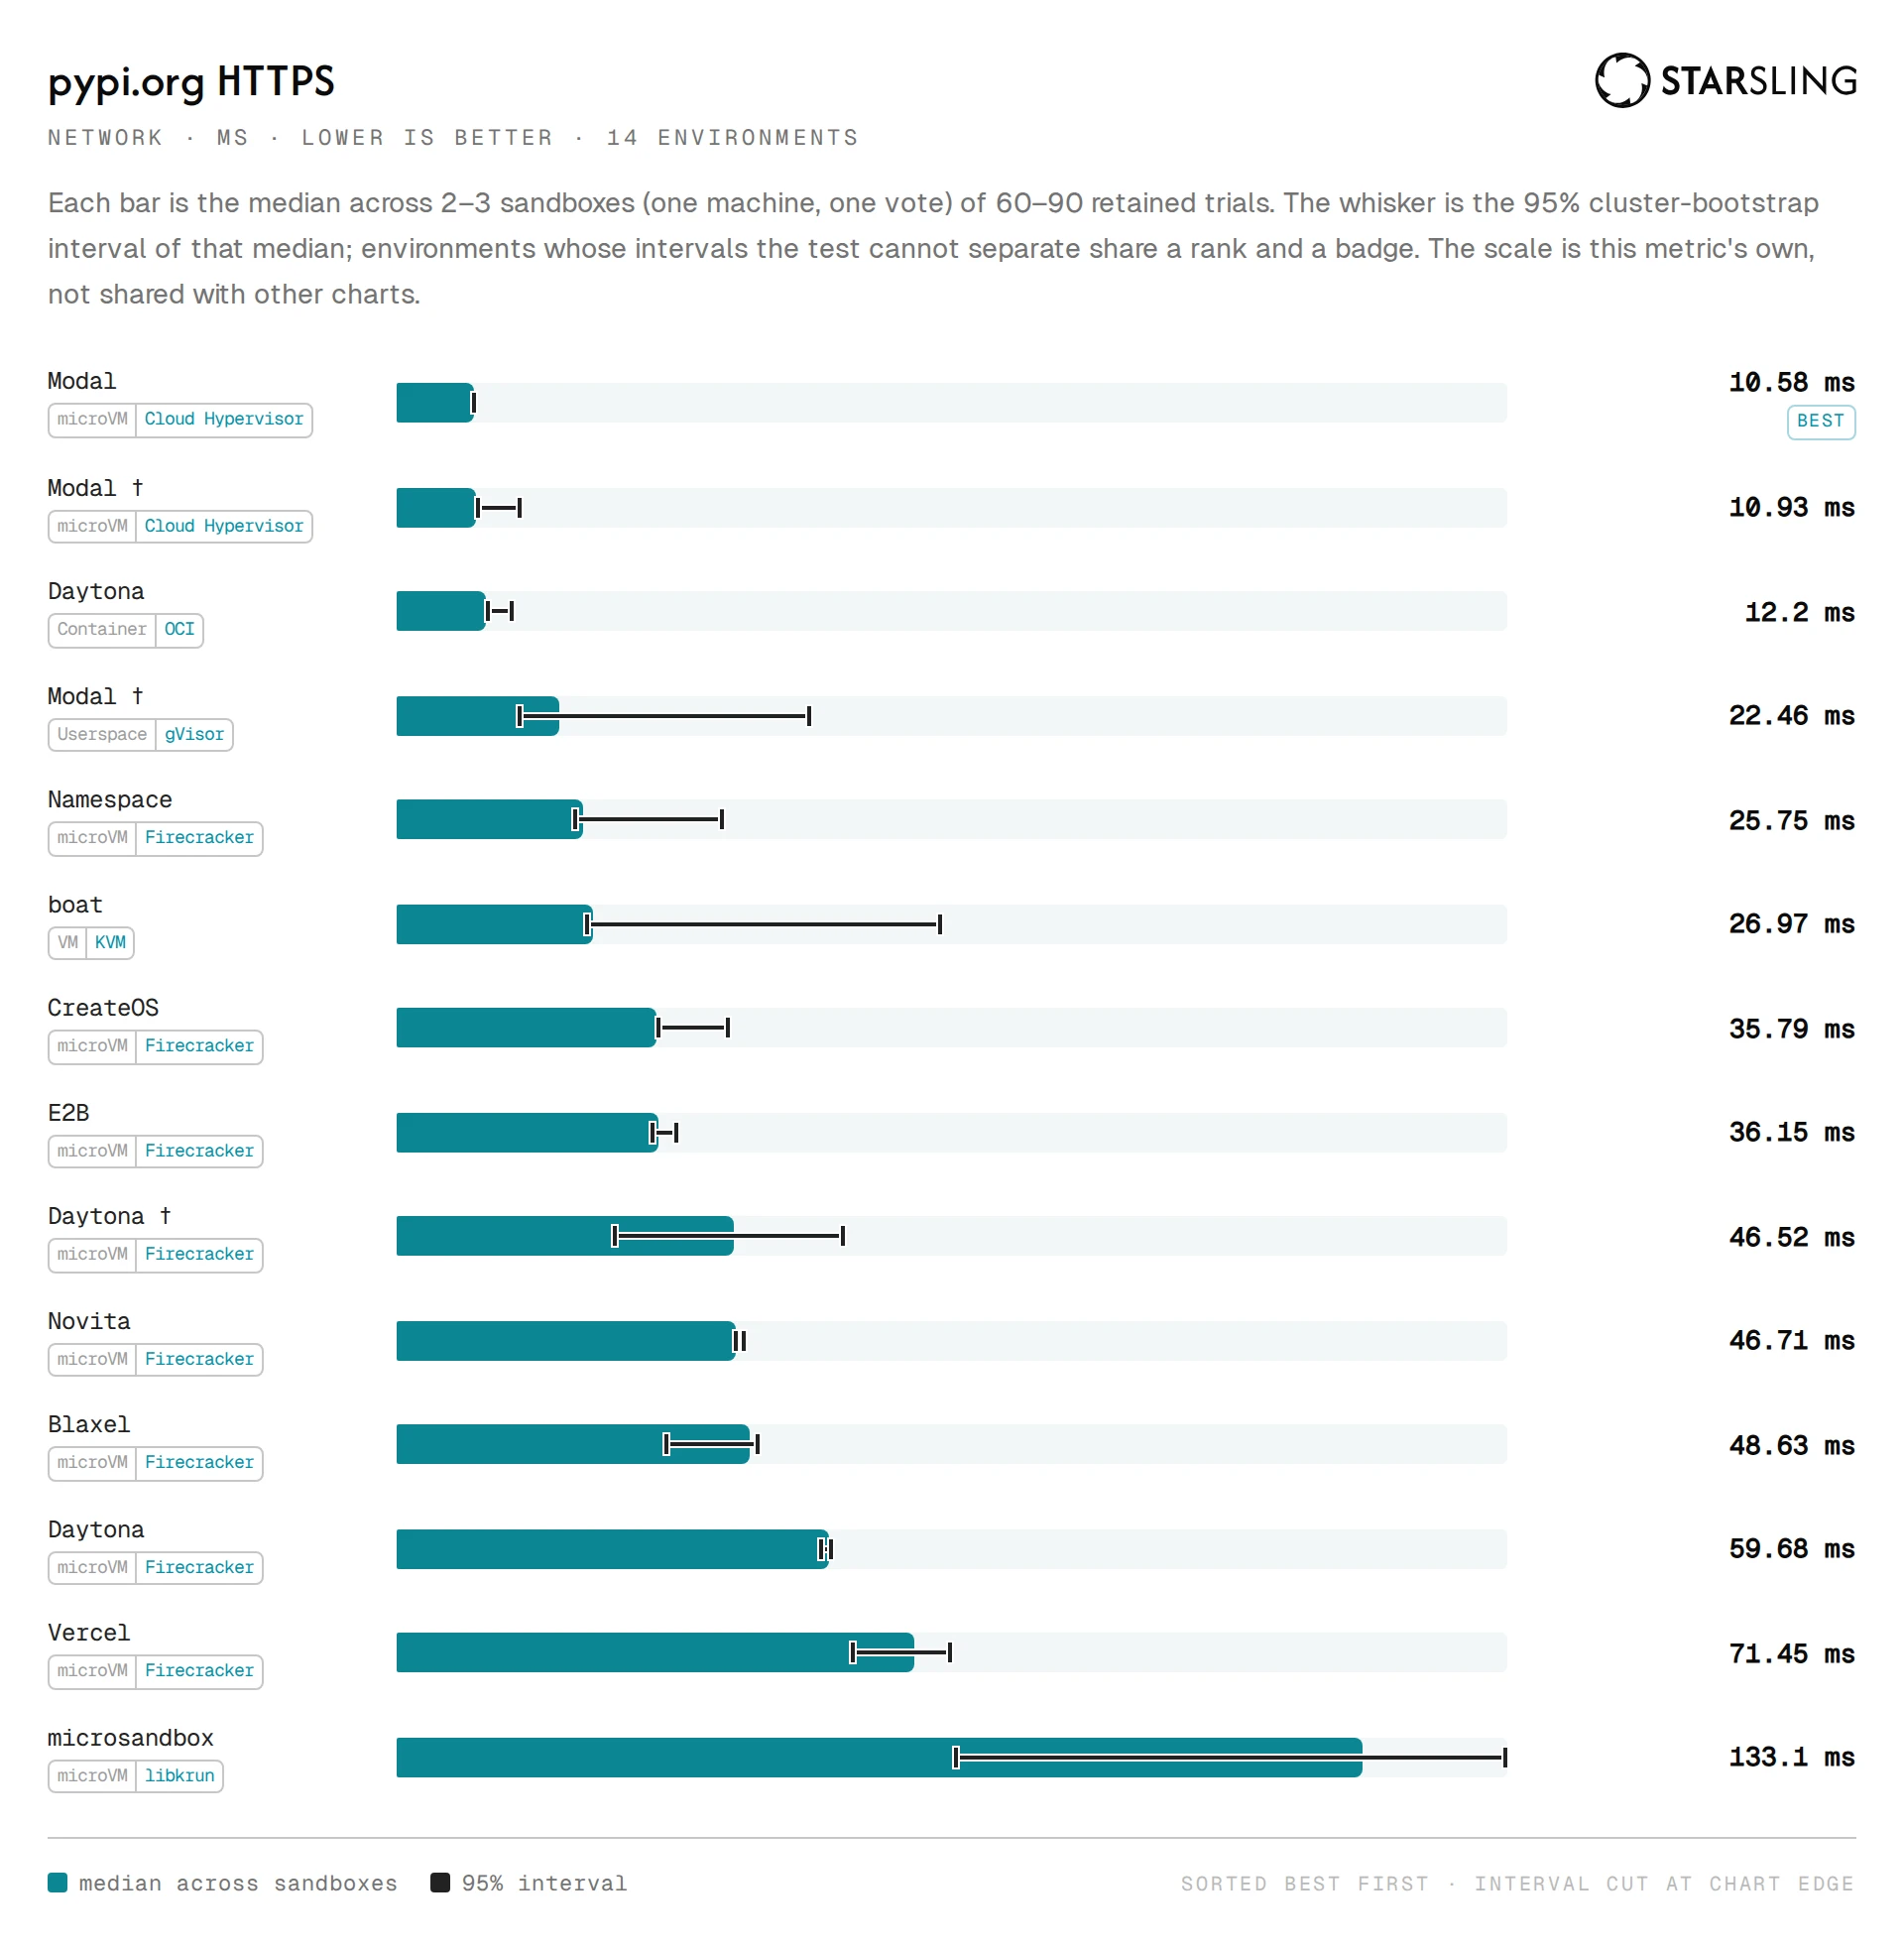 pypi.org HTTPS
STARSLING
NETWORK · MS · LOWER IS BETTER · 14 ENVIRONMENTS
Each bar is the median across 2–3 sandboxes (one machine, one vote) of 60–90 retained trials. The whisker is the 95% cluster-bootstrap
interval of that median; environments whose intervals the test cannot separate share a rank and a badge. The scale is this metric's own,
not shared with other charts.
Modal
microVM Cloud Hypervisor
10.58 ms
BEST
Modal †
microVM Cloud Hypervisor
10.93 ms
Daytona
Container OCI
12.2 ms
Modal †
Userspace gVisor
22.46 ms
Namespace
microVM Firecracker
25.75 ms
boat
VM KVM
26.97 ms
CreateOS
microVM Firecracker
35.79 ms
E2B
microVM Firecracker
36.15 ms
Daytona †
microVM Firecracker
46.52 ms
Novita
microVM Firecracker
46.71 ms
Blaxel
microVM Firecracker
48.63 ms
Daytona
microVM Firecracker
59.68 ms
Vercel
microVM Firecracker
71.45 ms
microsandbox
microVM libkrun
133.1 ms
median across sandboxes 95% interval
SORTED BEST FIRST · INTERVAL CUT AT CHART EDGE